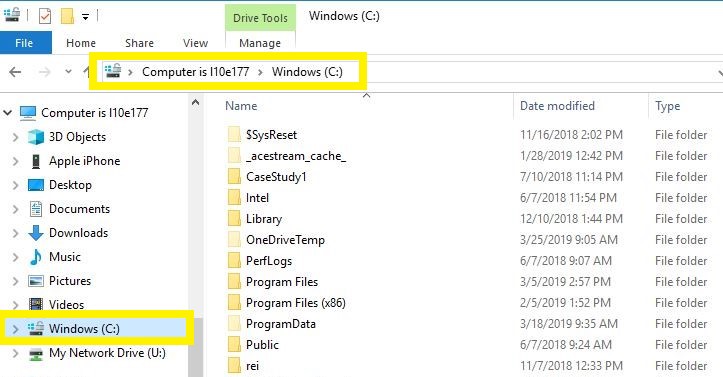 Drive Tools
Windows (C:)
File
Home
Share
View
Manage
Computer is l10e177 > Windows (C:)
Computer is l10e177
3D Objects
Apple iPhone
Desktop
Documents
Downloads
Music
Pictures
Videos
Windows (C:)
My Network Drive (U:)
Name Date modified Type
$SysReset 11/16/2018 2:02 PM File folder
_acestream_cache_ 1/28/2019 12:42 PM File folder
CaseStudy1 7/10/2018 11:14 PM File folder
Intel 6/7/2018 11:54 PM File folder
Library 12/10/2018 1:44 PM File folder
OneDriveTemp 3/25/2019 9:05 AM File folder
PerfLogs 6/7/2018 9:07 AM File folder
Program Files 3/5/2019 2:57 PM File folder
Program Files (x86) 2/5/2019 1:52 PM File folder
ProgramData 3/18/2019 9:35 AM File folder
Public 6/7/2018 9:24 AM File folder
rei 11/7/2018 12:33 PM File folder